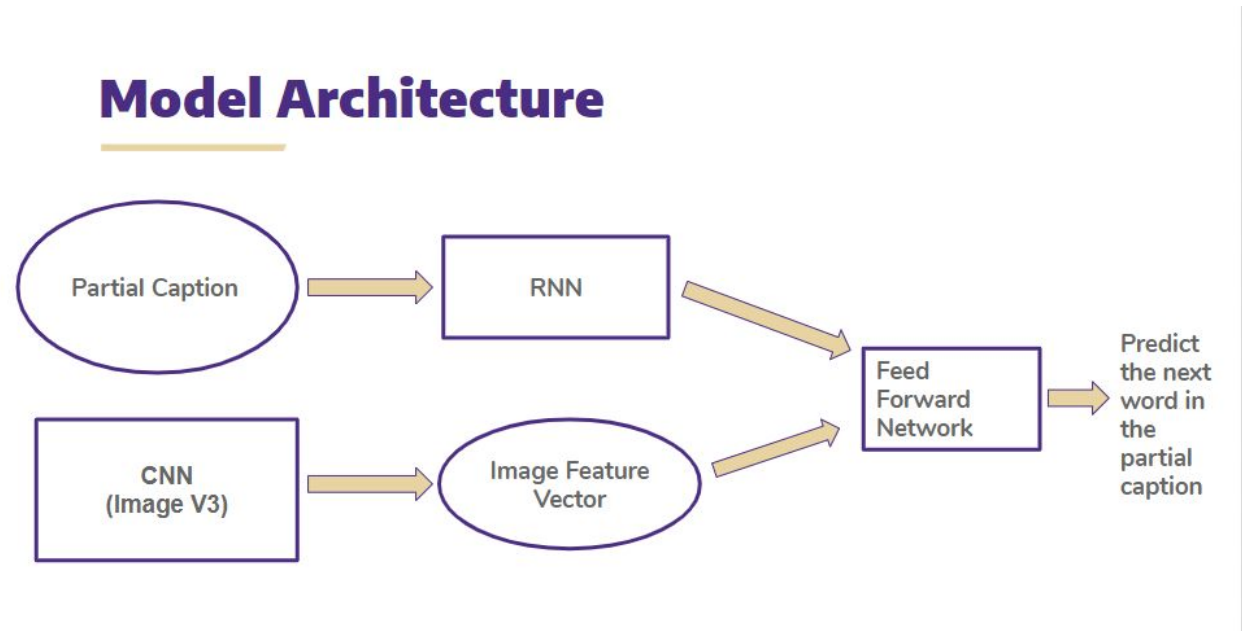 Model Architecture
Partial Caption
RNN
CNN
(Image V3)
Image Feature
Vector
Feed
Forward
Network
Predict
the next
word in
the
partial
caption